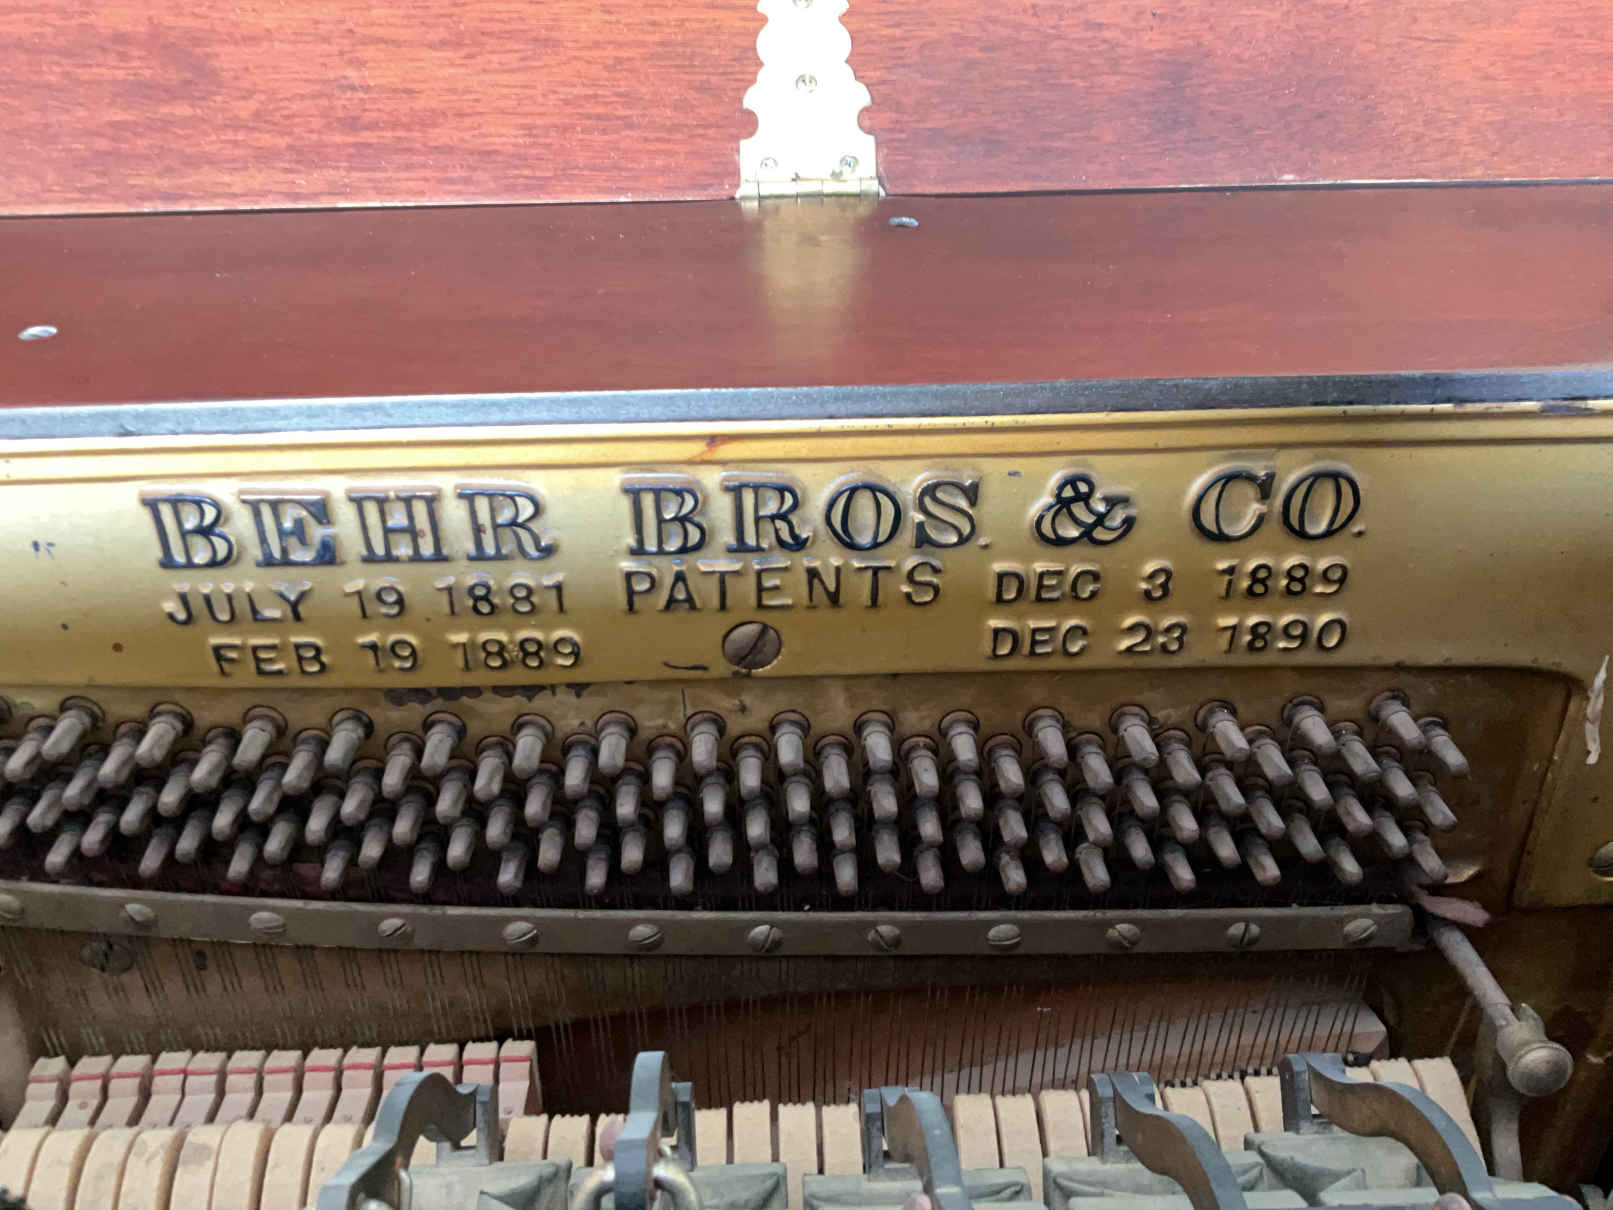 BEHR BROS. & CO.
JULY 19 1881 PATENTS DEC 3 1889
FEB 19 1889 DEC 23 1890